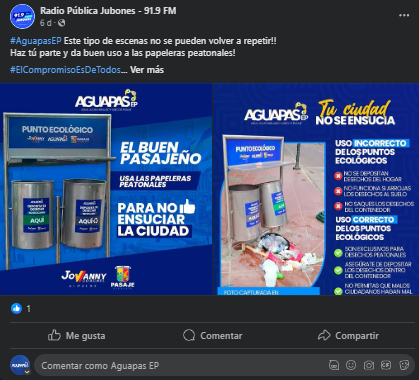 Radio Pública Jubones - 91.9 FM
6 d ·
#AguapasEP Este tipo de escenas no se pueden volver a repetir!!
Haz tú parte y da buen uso a las papeleras peatonales!
#ElCompromisoEsDeTodos... Ver más
AGUAPAS EP
PUNTO ECOLÓGICO
AQUÍ
AQUÍ
EL BUEN
PASAJEÑO
USA LAS PAPELERAS
PEATONALES
PARA NO
ENSUCIAR
LA CIUDAD
JOVANNY
PASAJE
AGUAPAS EP
Tu ciudad
NO SE ENSUCIA
PUNTO ECOLÓGICO
USO INCORRECTO
DE LOS PUNTOS
ECOLÓGICOS
NO SE DEPOSITAN
DESECHOS DEL HOGAR
NO FUNCIONA SI ARROJAS
LOS DESECHOS AL SUELO
NO SAQUES LOS DESECHOS
DEL CONTENEDOR
USO CORRECTO
DE LOS PUNTOS
ECOLÓGICOS
SON EXCLUSIVOS PARA
DESECHOS PEATONALES
ASEGÚRATE DE DEPOSITAR
LOS DESECHOS DENTRO
DEL CONTENEDOR
NO PERMITAS QUE MALOS
CIUDADANOS HAGAN MAL
FOTO CAPTURADA EN
1
Me gusta
Comentar
Compartir
Comentar como Aguapas EP